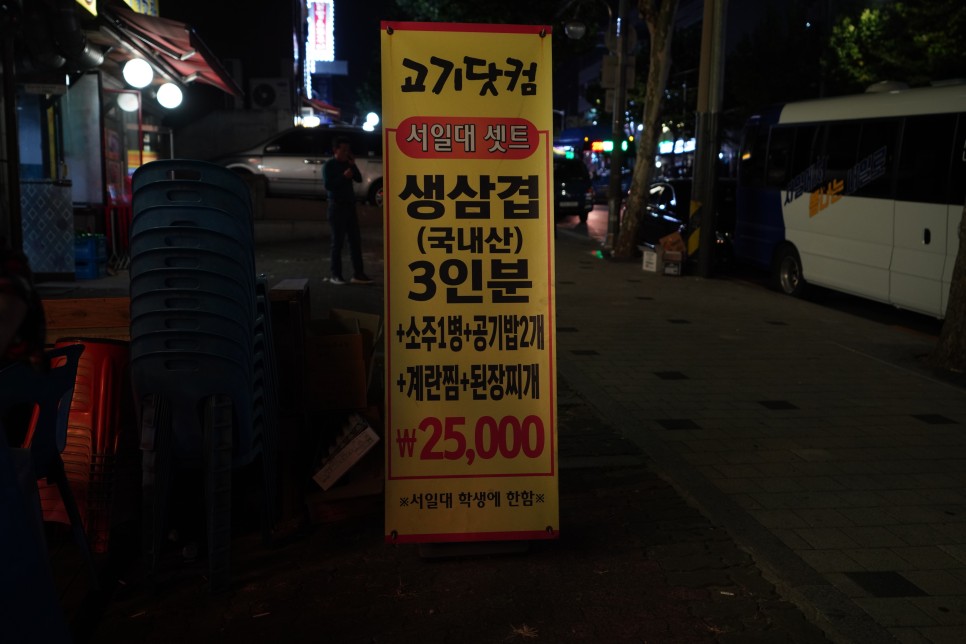 고기닷컴
서일대 셋트
생삼겹
(국내산)
3인분
+소주1병+공기밥2개
+계란찜+된장찌개
₩25,000
※서일대 학생에 한함※